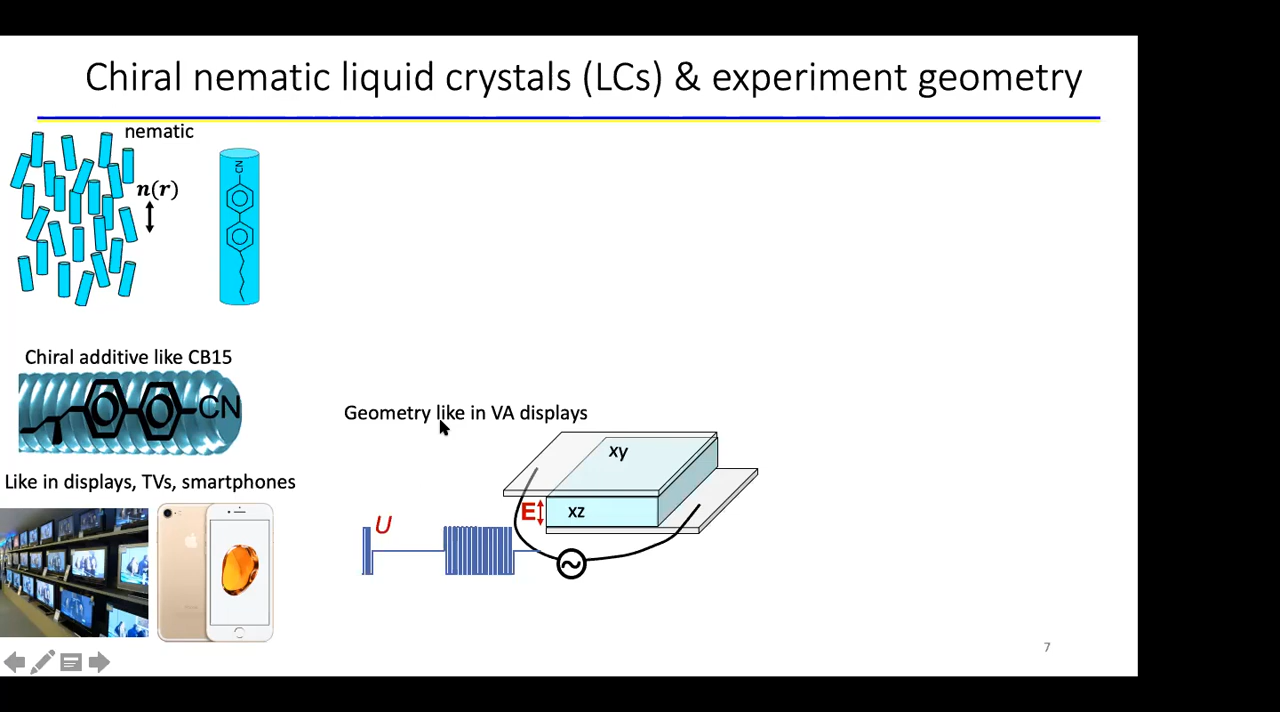 Chiral nematic liquid crystals (LCs) & experiment geometry
nematic
n(r)
CN
Chiral additive like CB15
CN
Like in displays, TVs, smartphones
Geometry like in VA displays
xy
E
xz
U
7